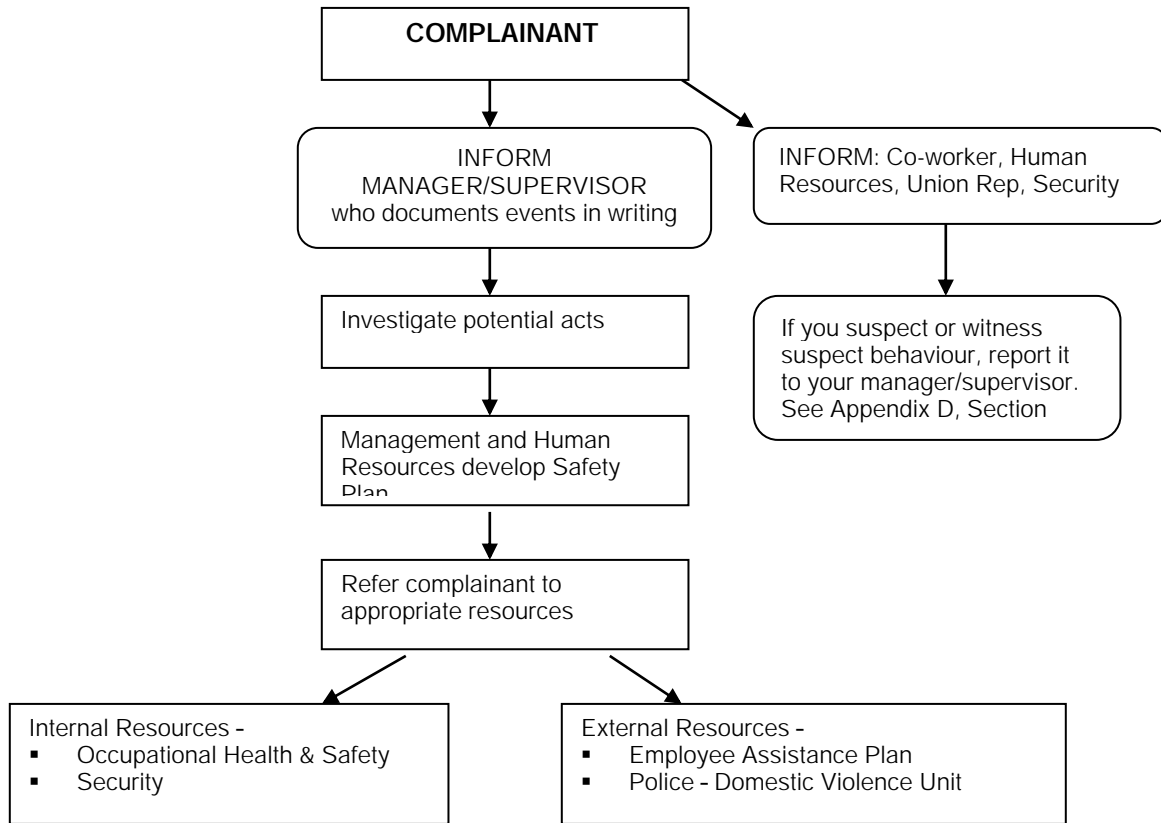 COMPLAINANT
INFORM
MANAGER/SUPERVISOR
who documents events in writing
INFORM: Co-worker, Human
Resources, Union Rep, Security
Investigate potential acts
If you suspect or witness
suspect behaviour, report it
to your manager/supervisor.
See Appendix D, Section
Management and Human
Resources develop Safety
Plan
Refer complainant to
appropriate resources
Internal Resources -
▪ Occupational Health & Safety
▪ Security
External Resources -
▪ Employee Assistance Plan
▪ Police - Domestic Violence Unit